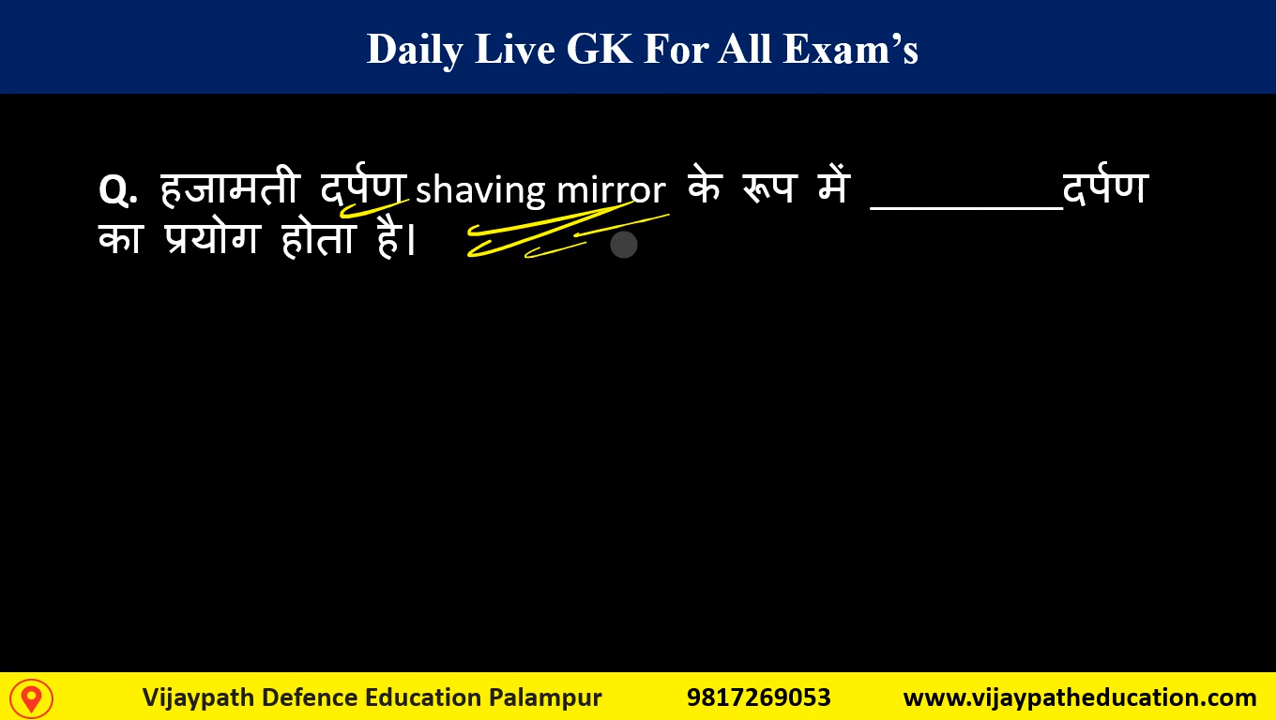 Daily Live GK For All Exam’s
Q. हजामती दर्पण shaving mirror के रूप में __________दर्पण
का प्रयोग होता है।
Vijaypath Defence Education Palampur 9817269053 www.vijaypatheducation.com